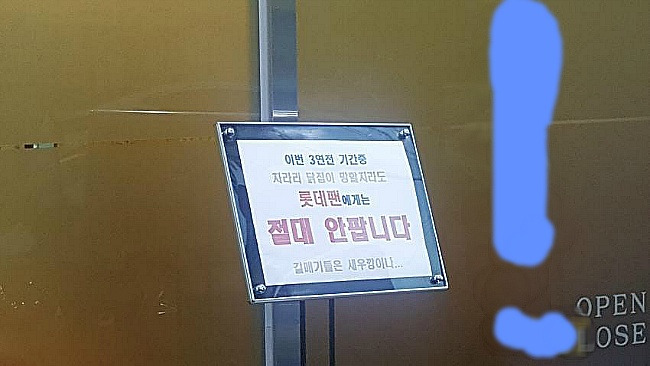 이번 3연전 기간중
차라리 닭집이 망할지라도
롯데팬에게는
절대 안팝니다
갈매기들은 새우깡이나...
OPEN
LOSE